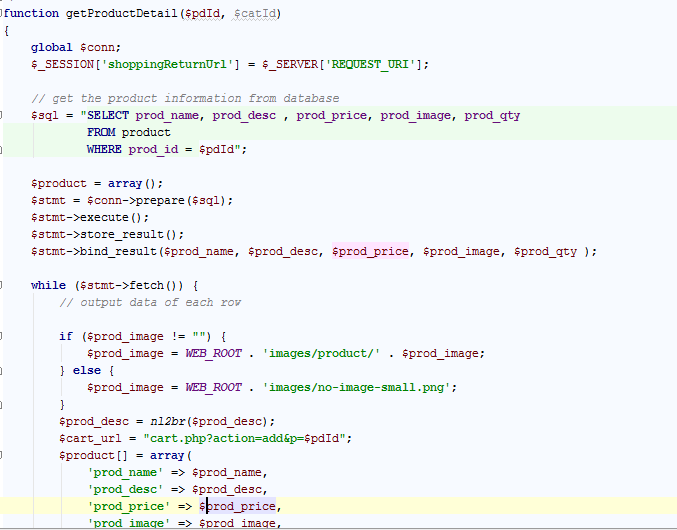 function getProductDetail($pdId, $catId)
{
global $conn;
$_SESSION['shoppingReturnUrl'] = $_SERVER['REQUEST_URI'];
// get the product information from database
$sql = "SELECT prod_name, prod_desc , prod_price, prod_image, prod_qty
FROM product
WHERE prod_id = $pdId";
$product = array();
$stmt = $conn->prepare($sql);
$stmt->execute();
$stmt->store_result();
$stmt->bind_result($prod_name, $prod_desc, $prod_price, $prod_image, $prod_qty );
while ($stmt->fetch()) {
// output data of each row
if ($prod_image != "") {
$prod_image = WEB_ROOT . 'images/product/' . $prod_image;
} else {
$prod_image = WEB_ROOT . 'images/no-image-small.png';
}
$prod_desc = nl2br($prod_desc);
$cart_url = "cart.php?action=add&p=$pdId";
$product[] = array(
'prod_name' => $prod_name,
'prod_desc' => $prod_desc,
'prod_price' => $prod_price,
'prod_image' => $prod_image,